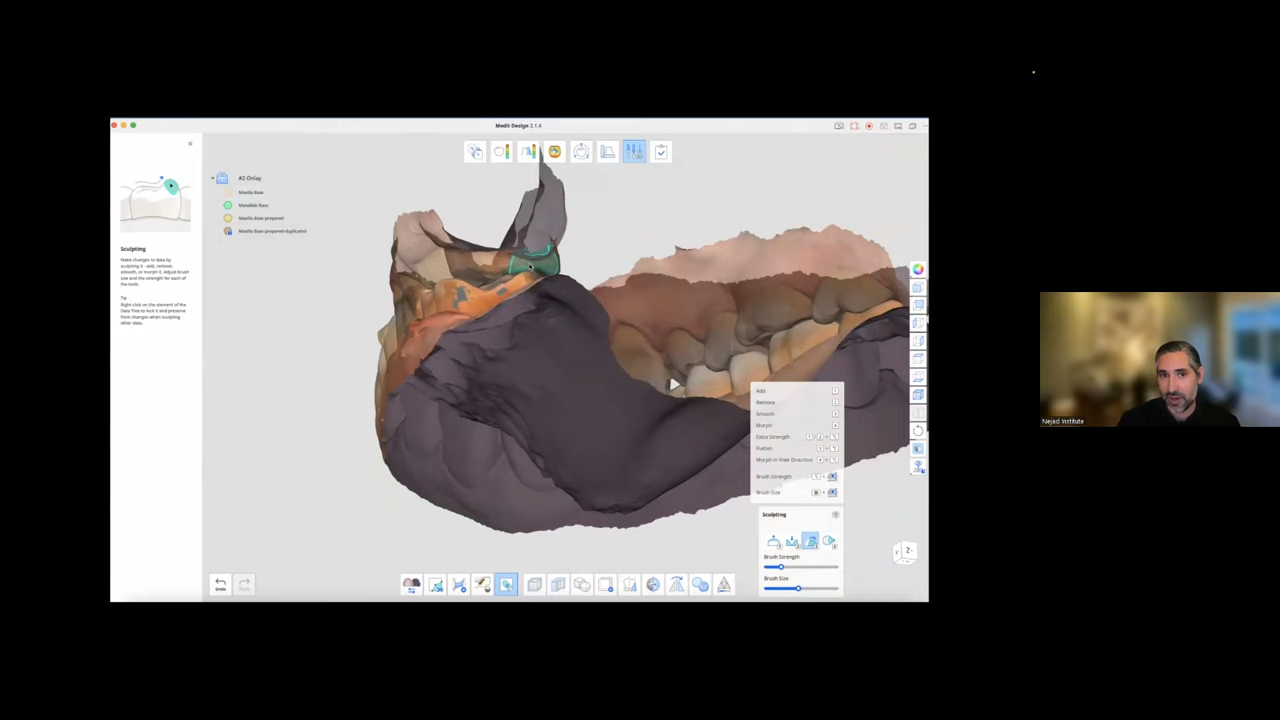 Medit Design 2.1.4
#2 Onlay
Maxilla Base
Mandible Base
Maxilla Base-prepared
Maxilla Base-prepared-duplicated
Sculpting
Make changes to data by
sculpting it - add, remove,
smooth, or morph it. Adjust brush
size and the strength for each of
the tools.
Tip
Right-click on the element of the
Data Tree to lock it and preserve
from changes when sculpting
other data.
Add 1
Remove 2
Smooth 3
Morph 4
Extra Strength
Flatten
Morph in View Direction
Brush Strength
Brush Size
Sculpting
Brush Strength
Brush Size
Undo
Redo
Nejad Institute